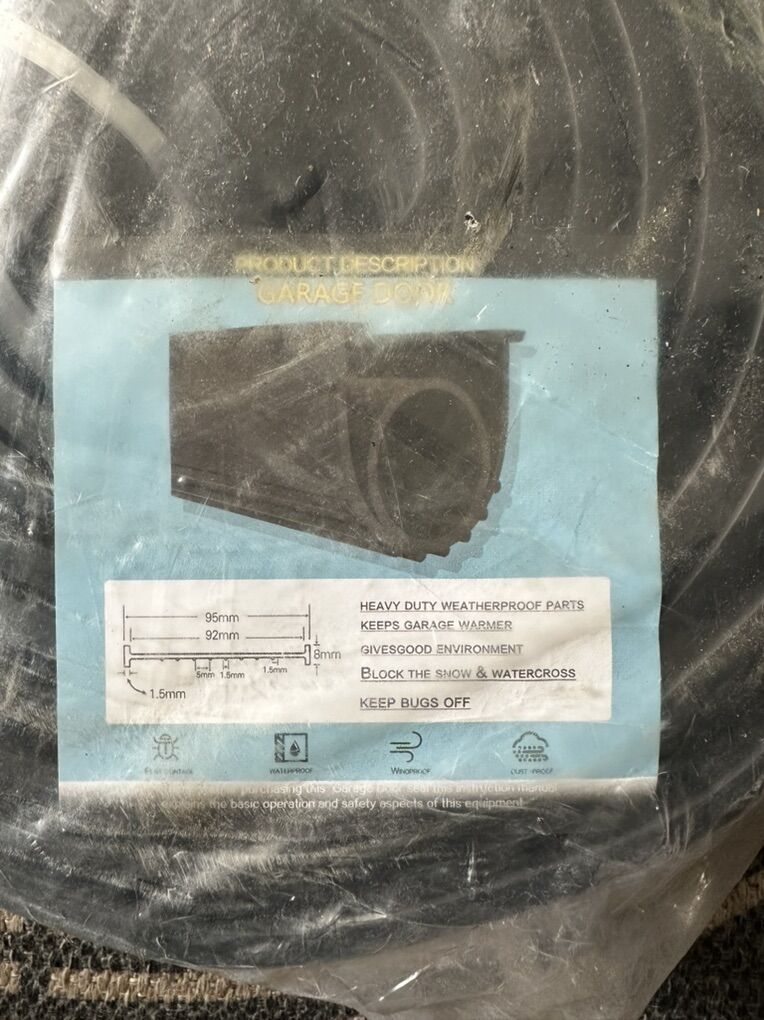 PRODUCT DESCRIPTION
GARAGE DOOR
95mm
92mm
8mm
5mm 1.5mm 1.5mm
1.5mm
HEAVY DUTY WEATHERPROOF PARTS
KEEPS GARAGE WARMER
GIVESGOOD ENVIRONMENT
BLOCK THE SNOW & WATERCROSS
KEEP BUGS OFF
WATERPROOF
WINDPROOF
DUST-PROOF
purchasing this Garage Door seal this instruction manual
explains the basic operation and safety aspects of this equipment